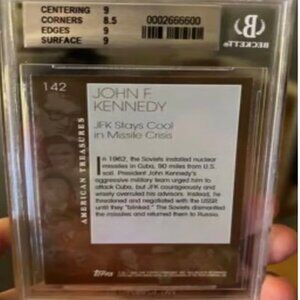 CENTERING 9
CORNERS 8.5
EDGES 9
SURFACE 9
0002666600
BECKETT
142
JOHN F.
KENNEDY
JFK Stays Cool
in Missile Crisis
AMERICAN TREASURES
In 1962, the Soviets installed nuclear
missiles in Cuba, 90 miles from U.S.
soil. President John Kennedy's
aggressive military team urged him to
attack Cuba, but JFK courageously and
wisely overruled his advisors. Instead, he
threatened and negotiated with the USSR
until they "blinked." The Soviets dismantled
the missiles and returned them to Russia.
Topps